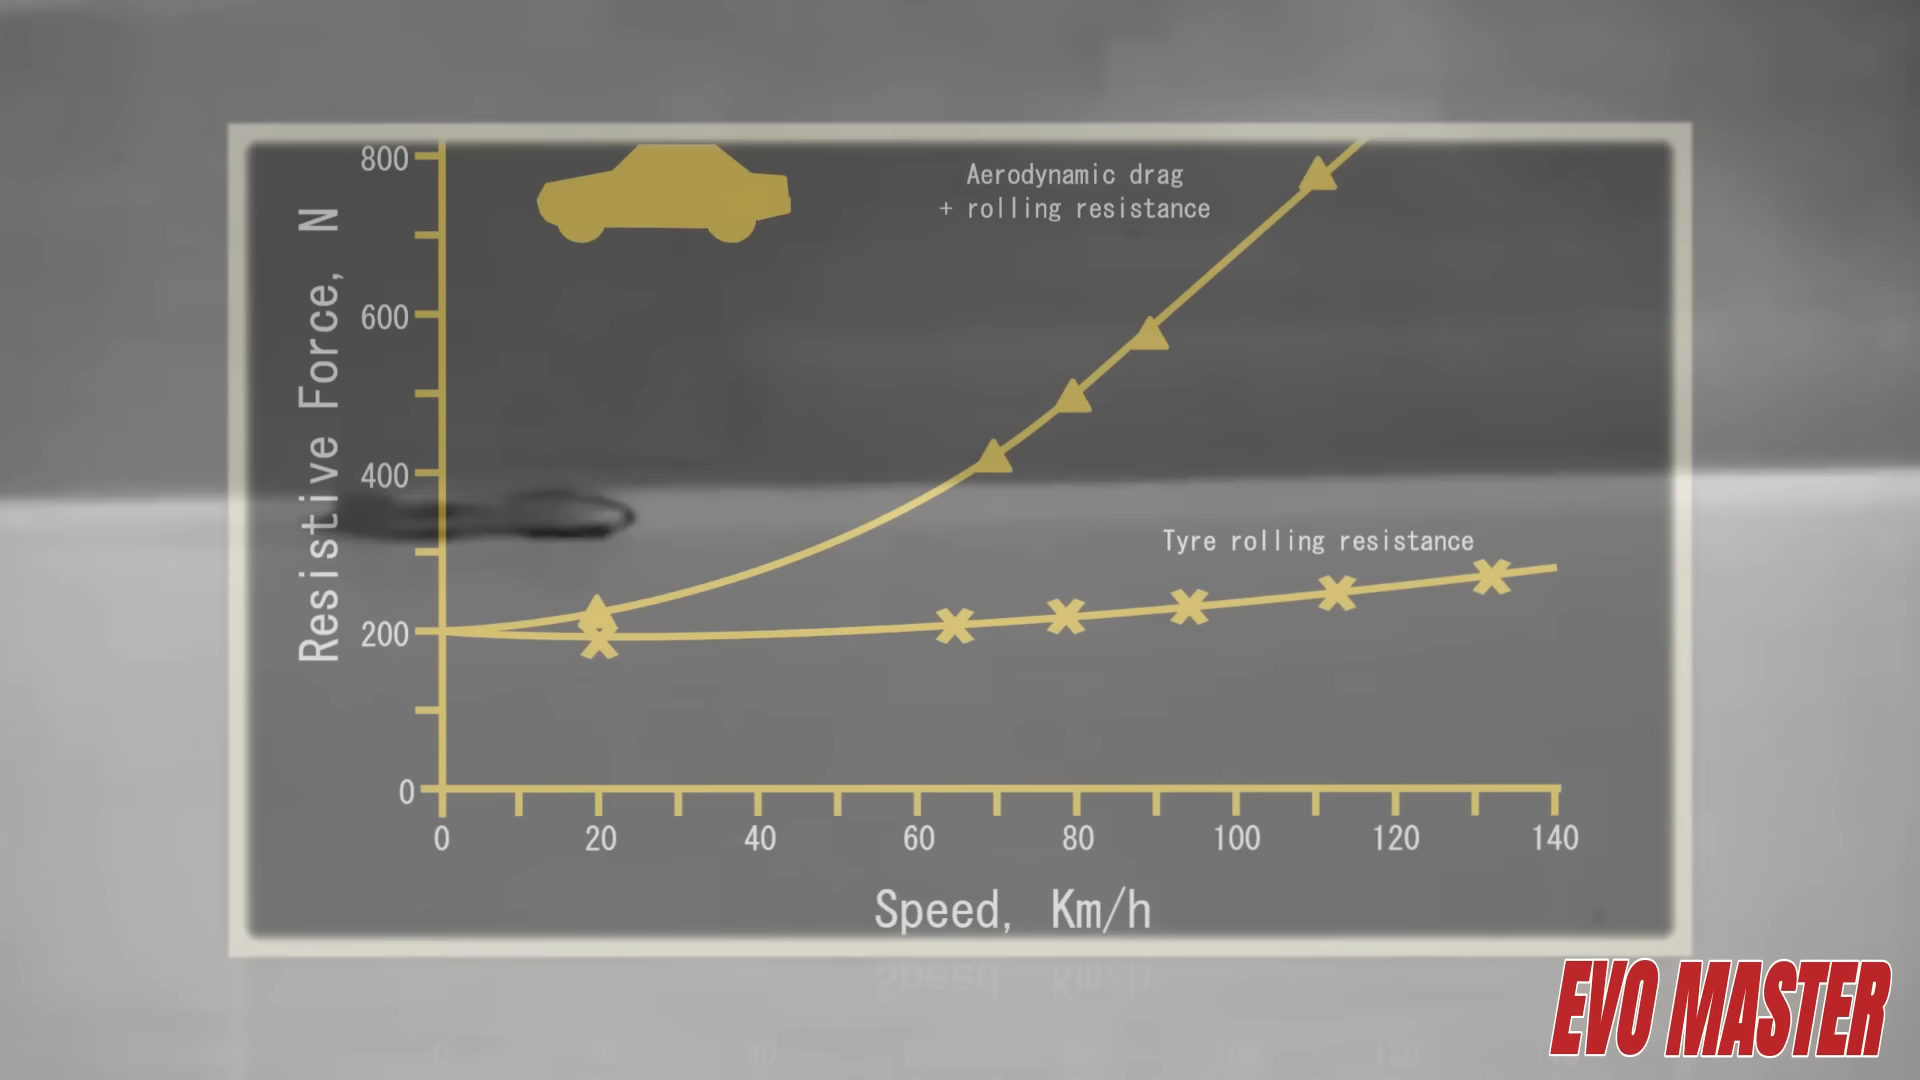 800
600
400
200
0
Resistive Force, N
Aerodynamic drag
+ rolling resistance
Tyre rolling resistance
0 20 40 60 80 100 120 140
Speed, Km/h
EVO MASTER